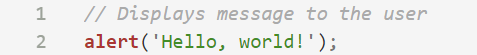 1 // Displays message to the user
2 alert('Hello, world!');